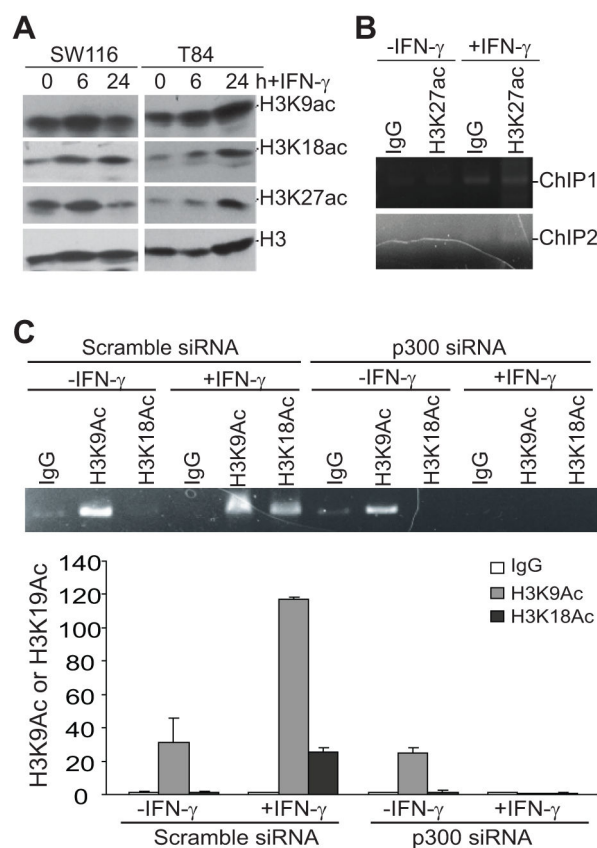 A
SW116 T84
0 6 24 0 6 24 h+IFN-γ
H3K9ac
H3K18ac
H3K27ac
H3
B
-IFN-γ +IFN-γ
IgG H3K27ac IgG H3K27ac
ChIP1
ChIP2
C
Scramble siRNA p300 siRNA
-IFN-γ +IFN-γ -IFN-γ +IFN-γ
IgG H3K9Ac H3K18Ac IgG H3K9Ac H3K18Ac IgG H3K9Ac H3K18Ac IgG H3K9Ac H3K18Ac
H3K9Ac or H3K19Ac
140
120
100
80
60
40
20
0
IgG
H3K9Ac
H3K18Ac
-IFN-γ +IFN-γ -IFN-γ +IFN-γ
Scramble siRNA p300 siRNA